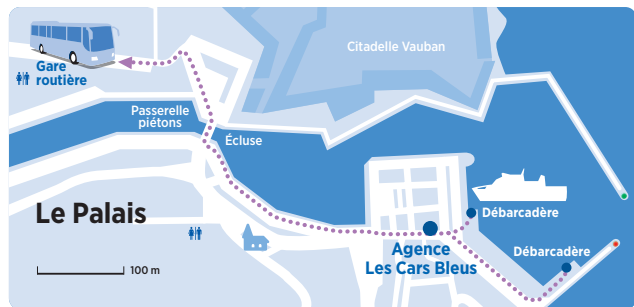 Citadelle Vauban
Gare
routière
Passerelle
piétons
Écluse
Le Palais
Débarcadère
Agence
Les Cars Bleus
Débarcadère
100 m